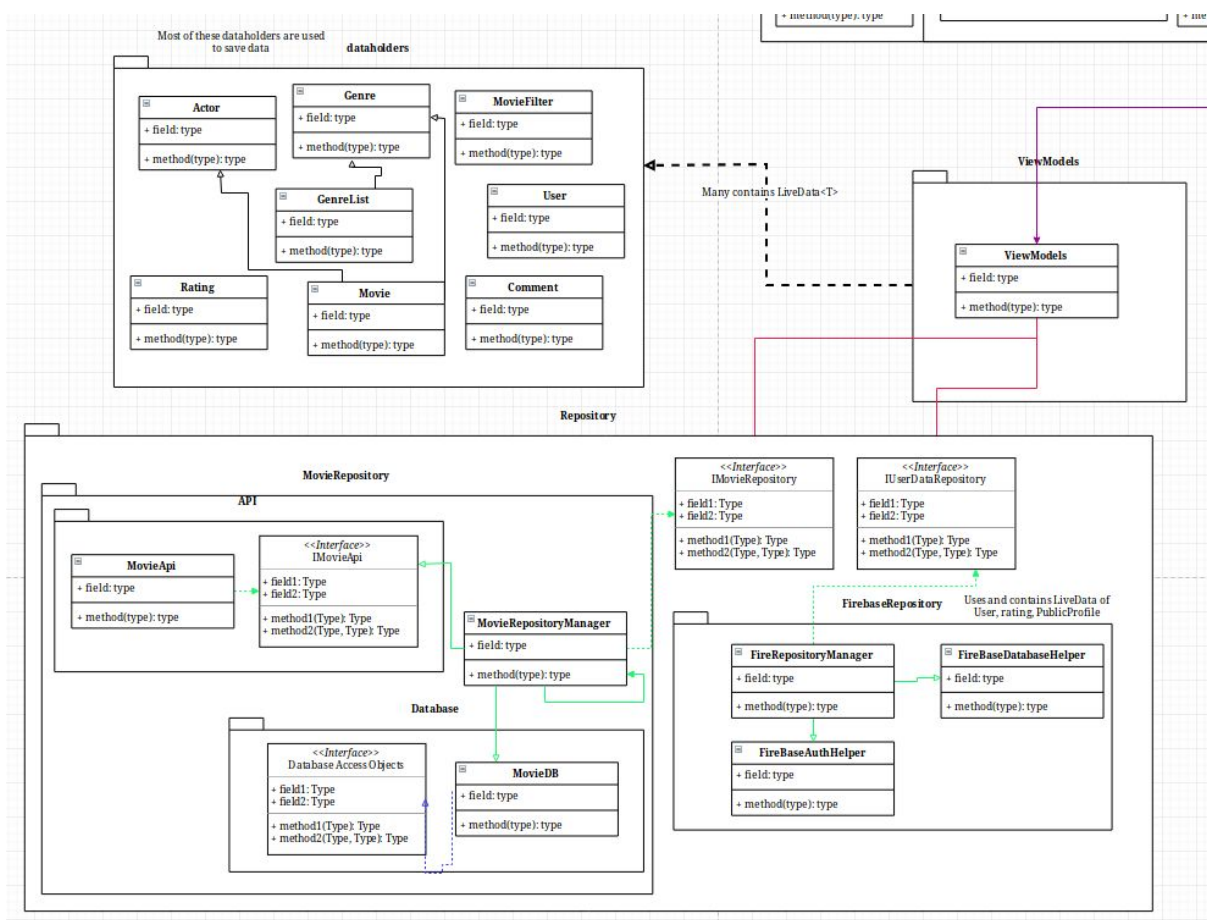 + method(type): type
Most of these dataholders are used
to save data
dataholders
Actor
+ field: type
+ method(type): type
Genre
+ field: type
+ method(type): type
MovieFilter
+ field: type
+ method(type): type
GenreList
+ field: type
+ method(type): type
User
+ field: type
+ method(type): type
Rating
+ field: type
+ method(type): type
Movie
+ field: type
+ method(type): type
Comment
+ field: type
+ method(type): type
Many contains LiveData<T>
ViewModels
ViewModels
+ field: type
+ method(type): type
Repository
MovieRepository
API
MovieApi
+ field: type
+ method(type): type
<<Interface>>
IMovieApi
+ field1: Type
+ field2: Type
+ method1(Type): Type
+ method2(Type, Type): Type
MovieRepositoryManager
+ field: type
+ method(type): type
Database
<<Interface>>
Database Access Objects
+ field1: Type
+ field2: Type
+ method1(Type): Type
+ method2(Type, Type): Type
MovieDB
+ field: type
+ method(type): type
<<Interface>>
IMovieRepository
+ field1: Type
+ field2: Type
+ method1(Type): Type
+ method2(Type, Type): Type
<<Interface>>
IUserDataRepository
+ field1: Type
+ field2: Type
+ method1(Type): Type
+ method2(Type, Type): Type
FirebaseRepository
Uses and contains LiveData of
User, rating, PublicProfile
FireRepositoryManager
+ field: type
+ method(type): type
FireBaseDatabaseHelper
+ field: type
+ method(type): type
FireBaseAuthHelper
+ field: type
+ method(type): type